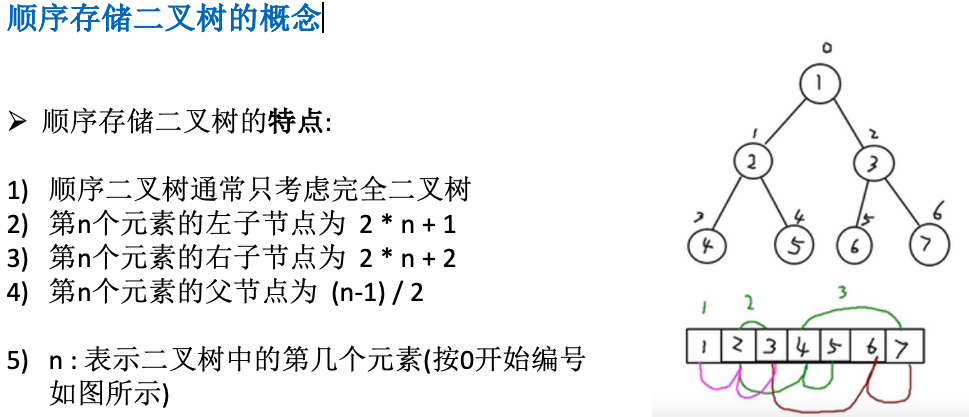 顺序存储二叉树的概念
➢ 顺序存储二叉树的特点:
1) 顺序二叉树通常只考虑完全二叉树
2) 第n个元素的左子节点为 2 * n + 1
3) 第n个元素的右子节点为 2 * n + 2
4) 第n个元素的父节点为 (n-1) / 2
5) n : 表示二叉树中的第几个元素(按0开始编号
如图所示)
0
1
1 2
2 3
3 4 5 6
4 5 6 7
1 2 3
1 2 3 4 5 6 7